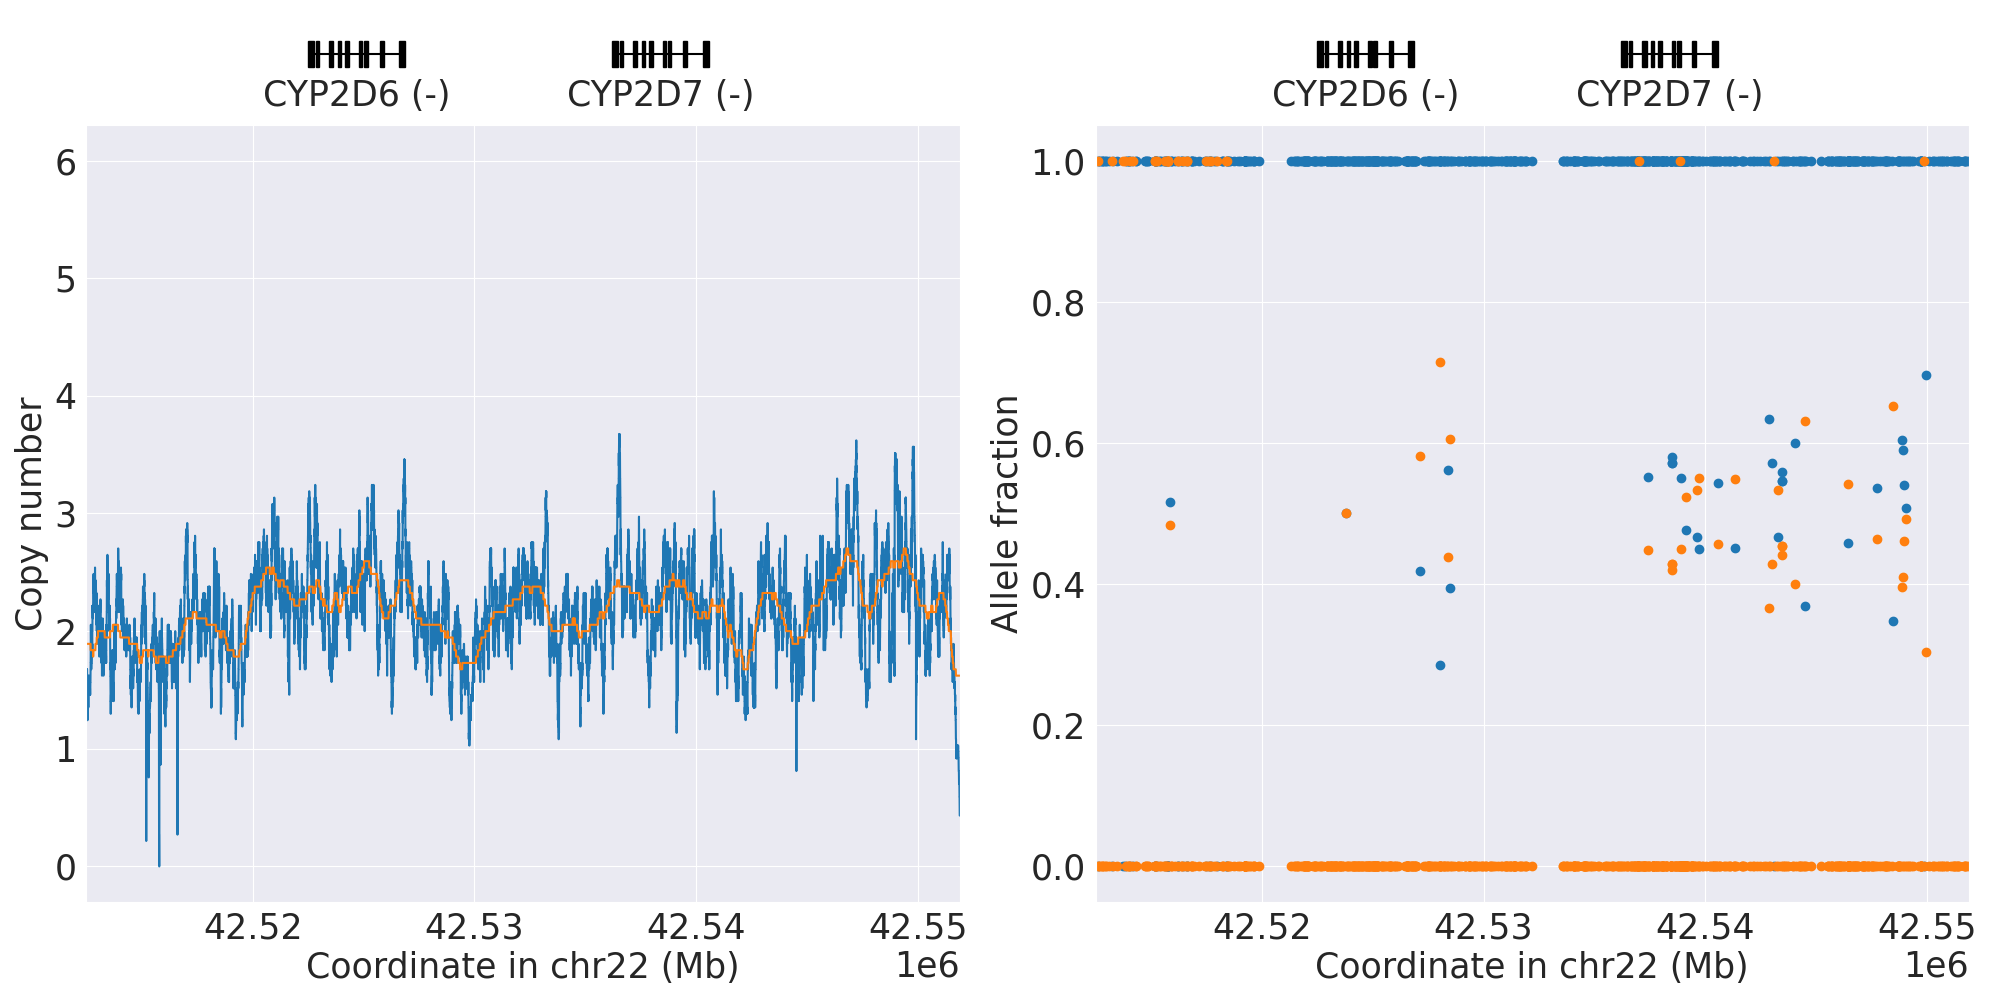 CYP2D6 (-) CYP2D7 (-)
Copy number
6
5
4
3
2
1
0
42.52 42.53 42.54 42.55
Coordinate in chr22 (Mb) 1e6
CYP2D6 (-) CYP2D7 (-)
Allele fraction
1.0
0.8
0.6
0.4
0.2
0.0
42.52 42.53 42.54 42.55
Coordinate in chr22 (Mb) 1e6